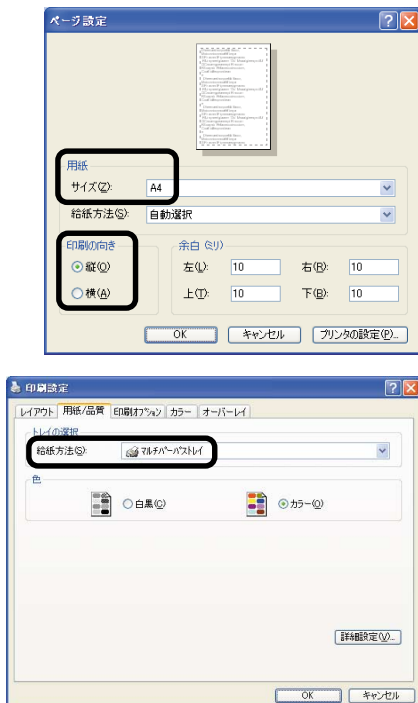 ページ設定
用紙
サイズ(Z): A4
給紙方法(S): 自動選択
印刷の向き 余白 (ミリ)
縦(O) 左(L): 10 右(R): 10
横(A) 上(T): 10 下(B): 10
OK キャンセル プリンタの設定(P)...
印刷設定
レイアウト 用紙/品質 印刷オプション カラー オーバーレイ
トレイの選択
給紙方法(S): マルチパーパストレイ
色
白黒(C) カラー(O)
詳細設定(V)...
OK キャンセル